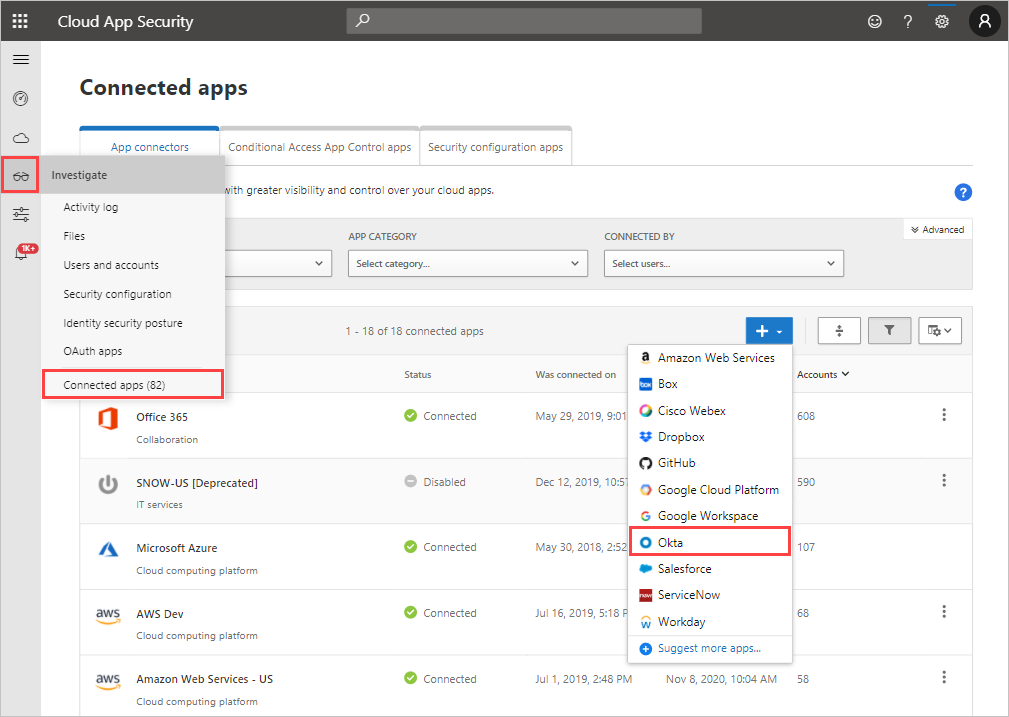 Cloud App Security
?
Connected apps
App connectors
Conditional Access App Control apps
Security configuration apps
Investigate
with greater visibility and control over your cloud apps.
?
Activity log
Files
Users and accounts
Security configuration
Identity security posture
OAuth apps
Connected apps (82)
1K+
Advanced
APP CATEGORY
CONNECTED BY
Select category...
Select users...
1 - 18 of 18 connected apps
Status
Was connected on
Accounts
Amazon Web Services
Box
Cisco Webex
Dropbox
GitHub
Google Cloud Platform
Google Workspace
Okta
Salesforce
ServiceNow
Workday
Suggest more apps...
Office 365
Collaboration
Connected
May 29, 2019, 9:01
608
SNOW-US [Deprecated]
IT services
Disabled
Dec 12, 2019, 10:57
590
Microsoft Azure
Cloud computing platform
Connected
May 30, 2018, 2:52
107
aws
AWS Dev
Cloud computing platform
Connected
Jul 16, 2019, 5:18 P
68
aws
Amazon Web Services - US
Cloud computing platform
Connected
Jul 1, 2019, 2:48 PM
Nov 8, 2020, 10:04 AM
58